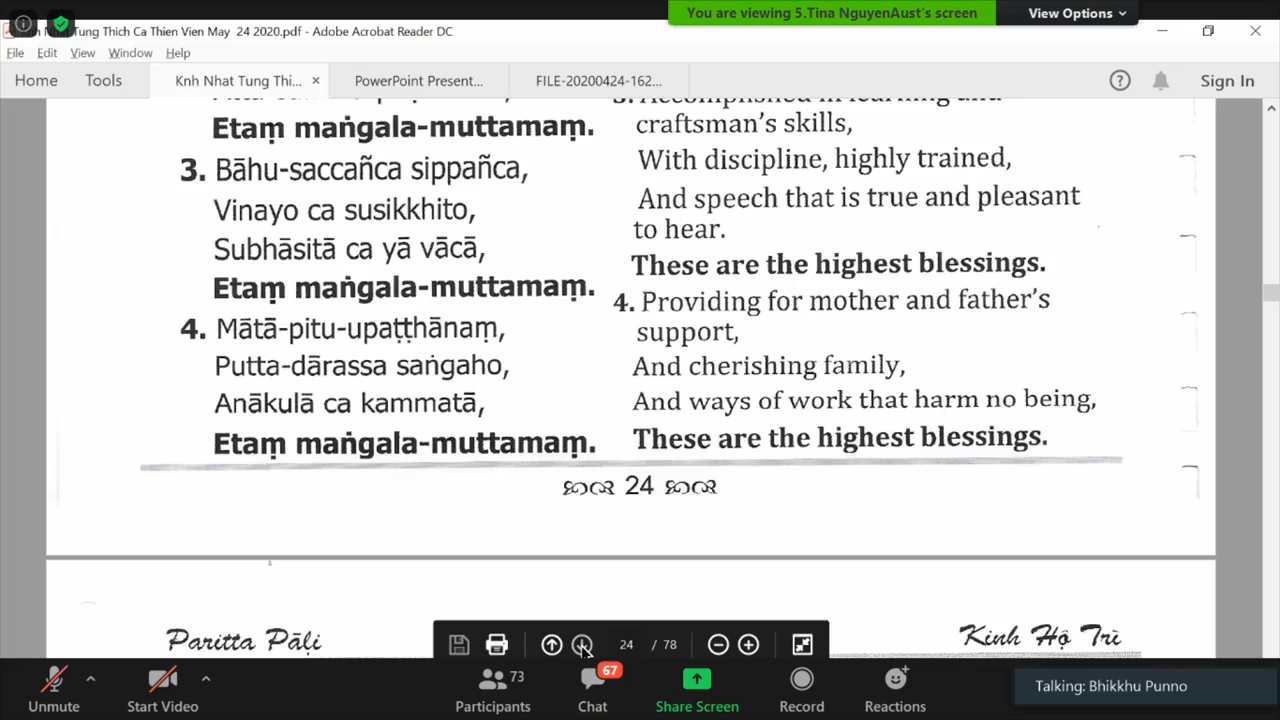 You are viewing 5.Tina NguyenAust's screen
View Options
Tung Thich Ca Thien Vien May 24 2020.pdf - Adobe Acrobat Reader DC
File Edit View Window Help
Home Tools Knh Nhat Tung Thi... × PowerPoint Present... FILE-20200424-162... Sign In
Etaṃ maṅgala-muttamaṃ.
3. Bāhu-saccañca sippañca,
Vinayo ca susikkhito,
Subhāsitā ca yā vācā,
Etaṃ maṅgala-muttamaṃ.
4. Mātā-pitu-upaṭṭhānaṃ,
Putta-dārassa saṅgaho,
Anākulā ca kammatā,
Etaṃ maṅgala-muttamaṃ.
3. Accomplished in learning and
craftsman's skills,
With discipline, highly trained,
And speech that is true and pleasant
to hear.
These are the highest blessings.
4. Providing for mother and father's
support,
And cherishing family,
And ways of work that harm no being,
These are the highest blessings.
24
Paritta Pāḷi
Kinh Hộ Trì
24 / 78
Unmute
Start Video
Participants 73
Chat 67
Share Screen
Record
Reactions
Talking: Bhikkhu Punno